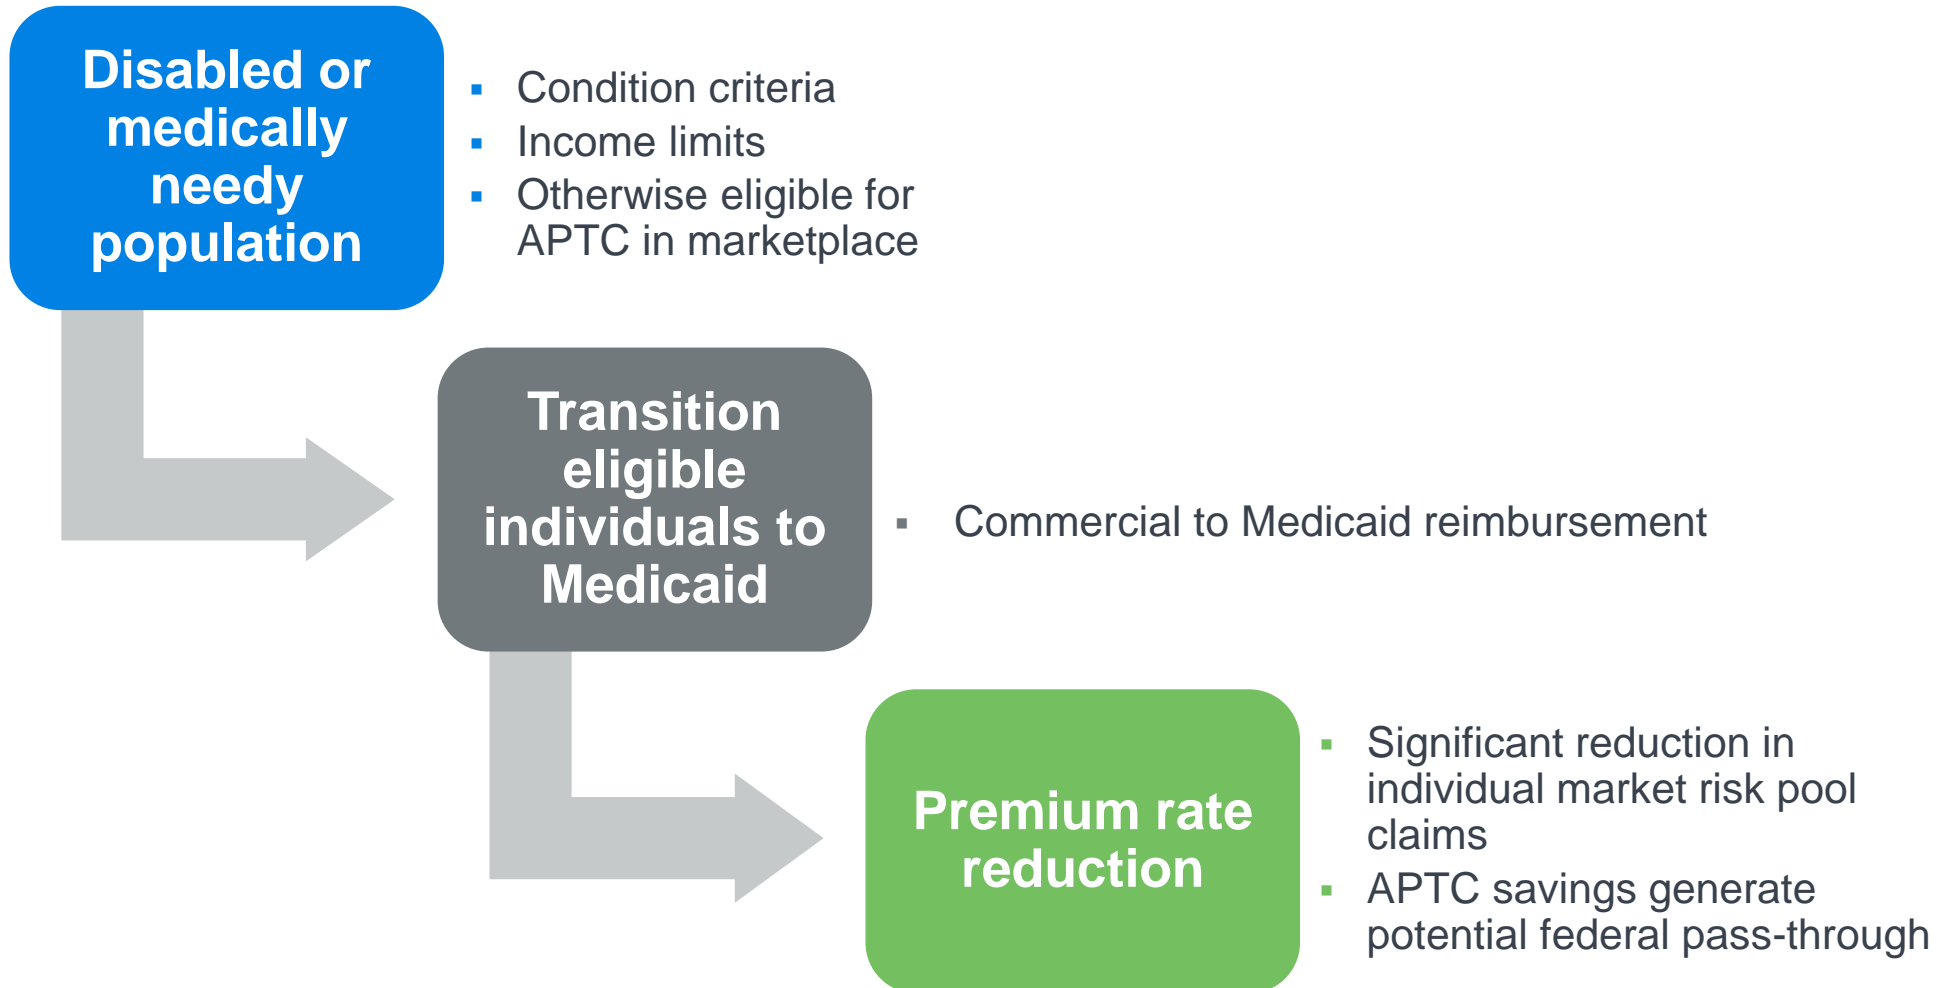 Disabled or
medically
needy
population
▪ Condition criteria
▪ Income limits
▪ Otherwise eligible for
APTC in marketplace
Transition
eligible
individuals to
Medicaid
▪ Commercial to Medicaid reimbursement
Premium rate
reduction
▪ Significant reduction in
individual market risk pool
claims
▪ APTC savings generate
potential federal pass-through